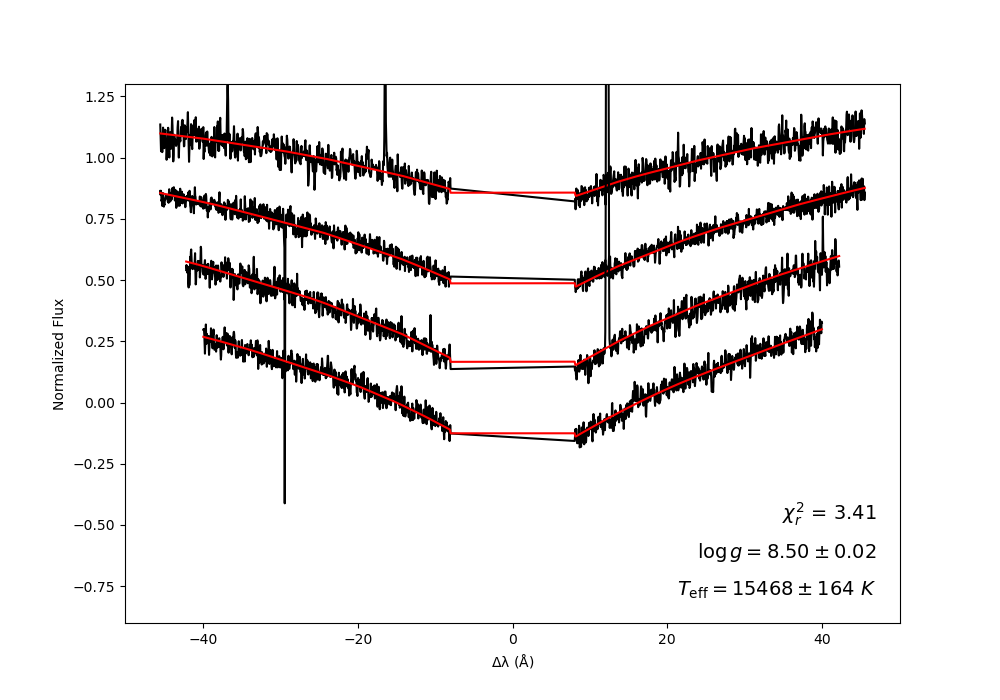 1.25
1.00
0.75
0.50
0.25
0.00
−0.25
−0.50
−0.75
Normalized Flux
χ²ᵣ = 3.41
log g = 8.50 ± 0.02
T_eff = 15468 ± 164 K
−40 −20 0 20 40
Δλ (Å)